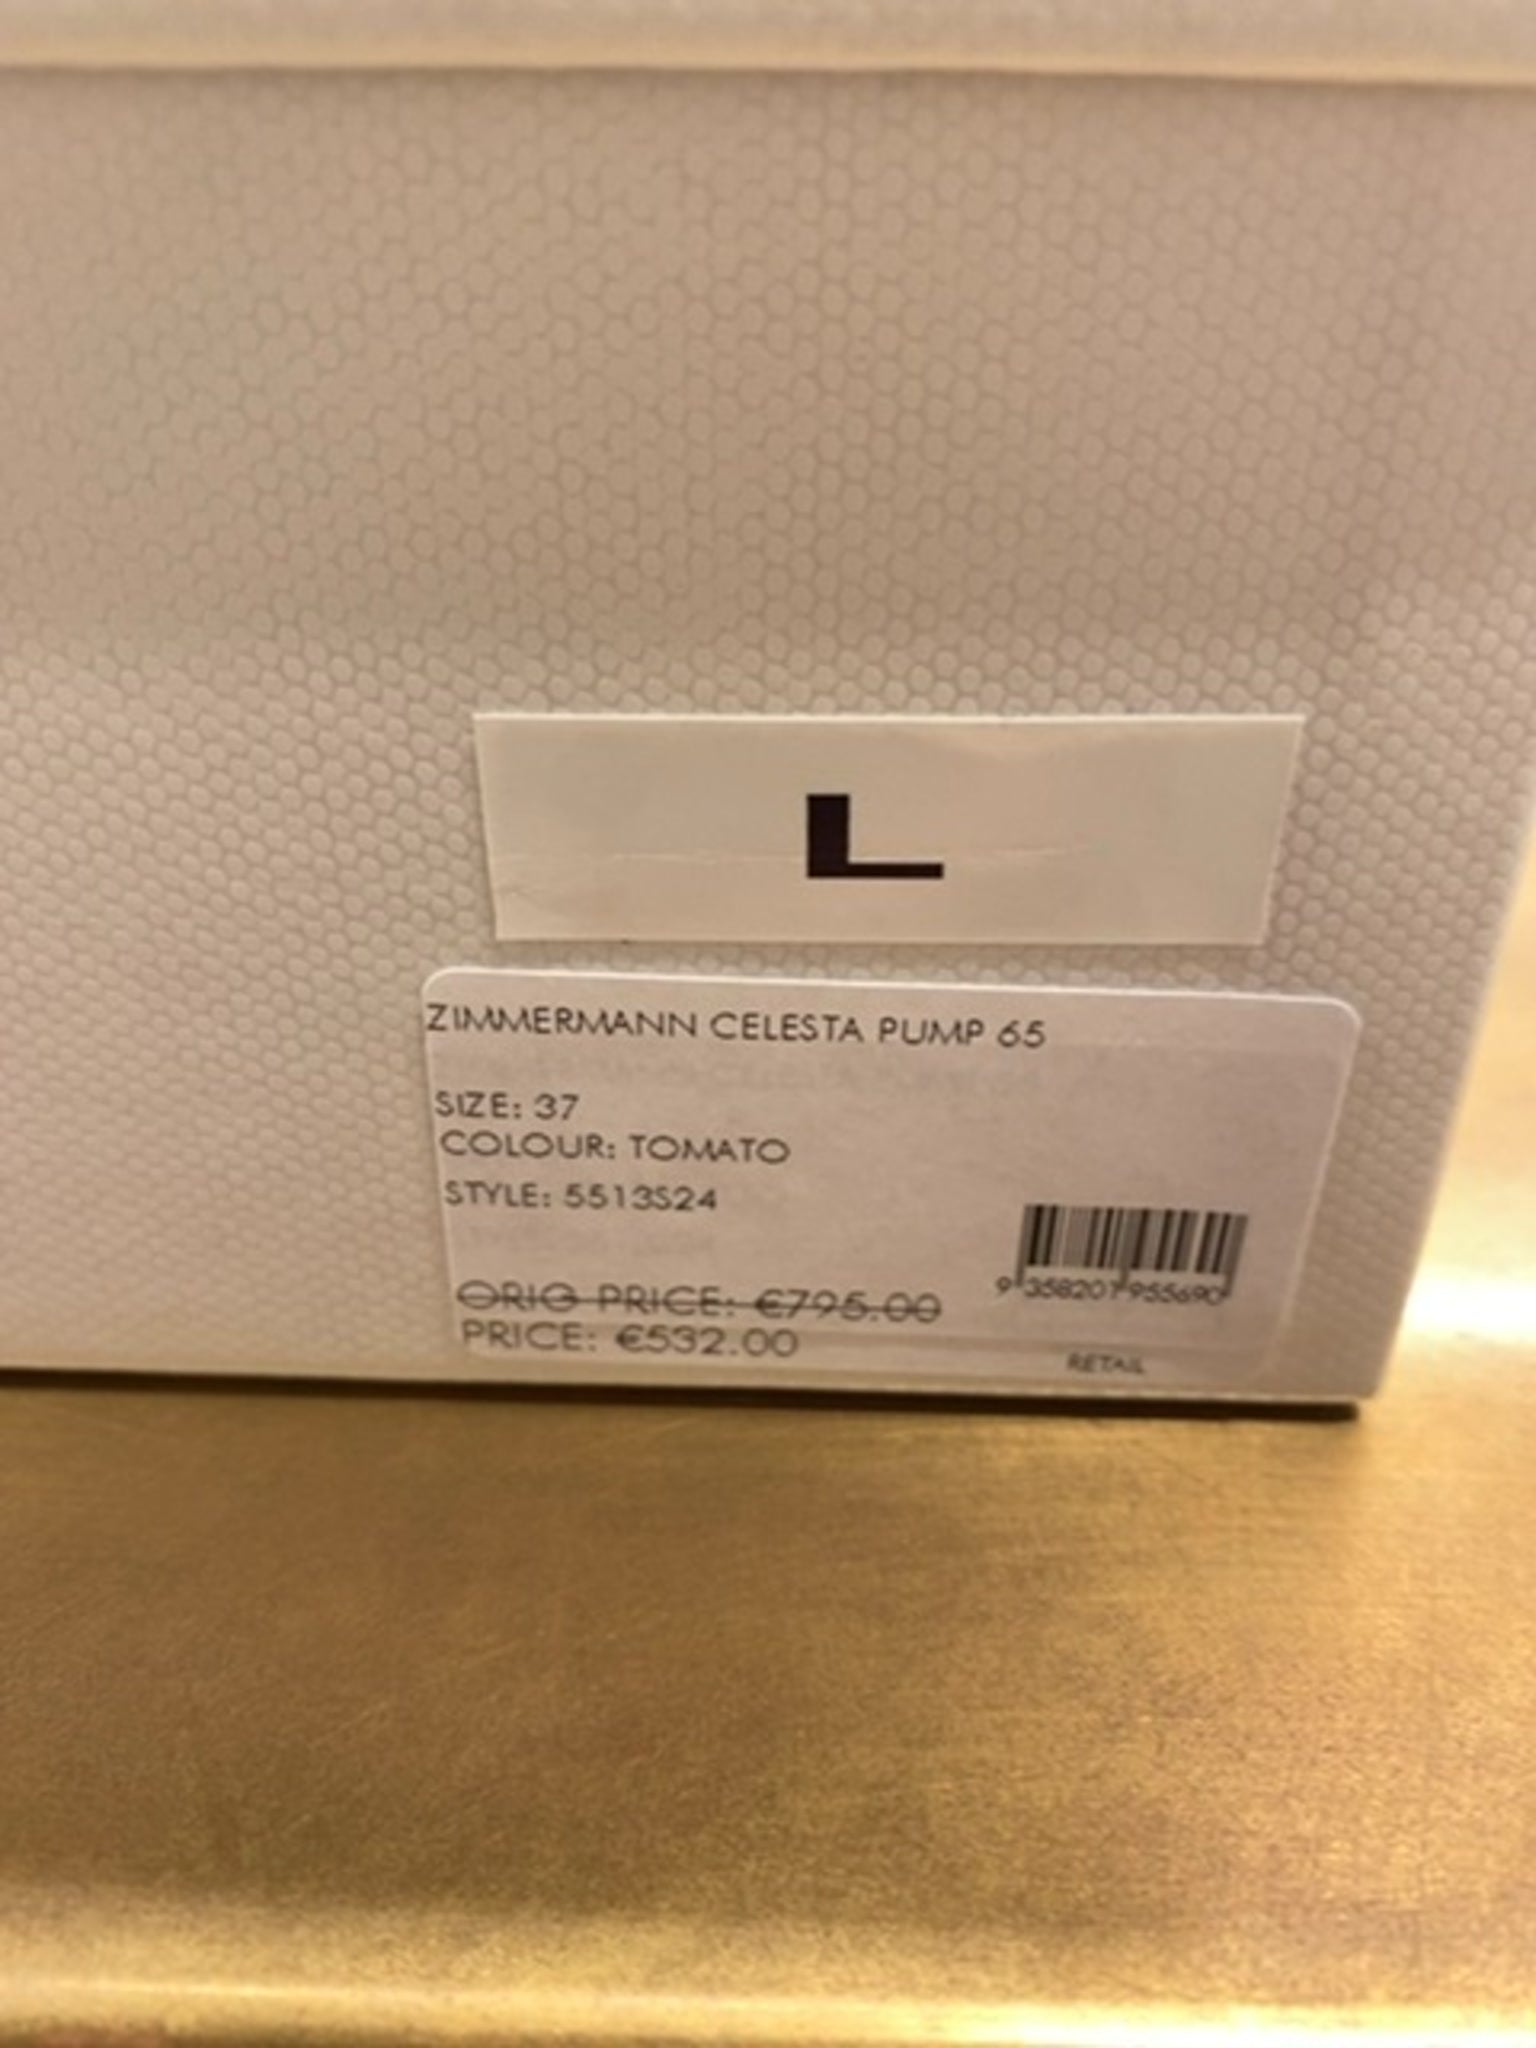 L
ZIMMERMANN CELESTA PUMP 65
SIZE: 37
COLOUR: TOMATO
STYLE: 5513S24
9 358201 955690
ORIG PRICE: €795.00
PRICE: €532.00
RETAIL